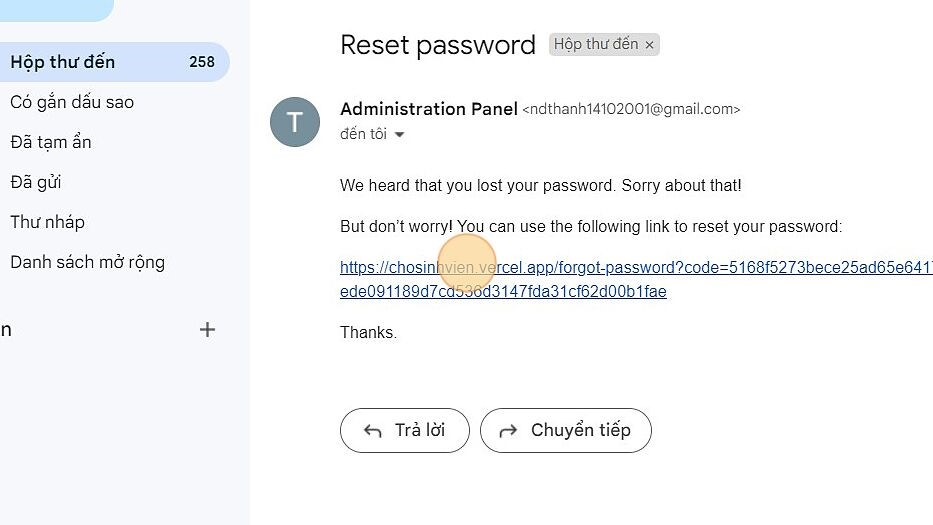 Hộp thư đến 258
Có gắn dấu sao
Đã tạm ẩn
Đã gửi
Thư nháp
Danh sách mở rộng
n +
Reset password Hộp thư đến ×
T
Administration Panel <ndthanh14102001@gmail.com>
đến tôi
We heard that you lost your password. Sorry about that!
But don’t worry! You can use the following link to reset your password:
https://chosinhvien.vercel.app/forgot-password?code=5168f5273bece25ad65e641
ede091189d7cd536d3147fda31cf62d00b1fae
Thanks.
Trả lời
Chuyển tiếp